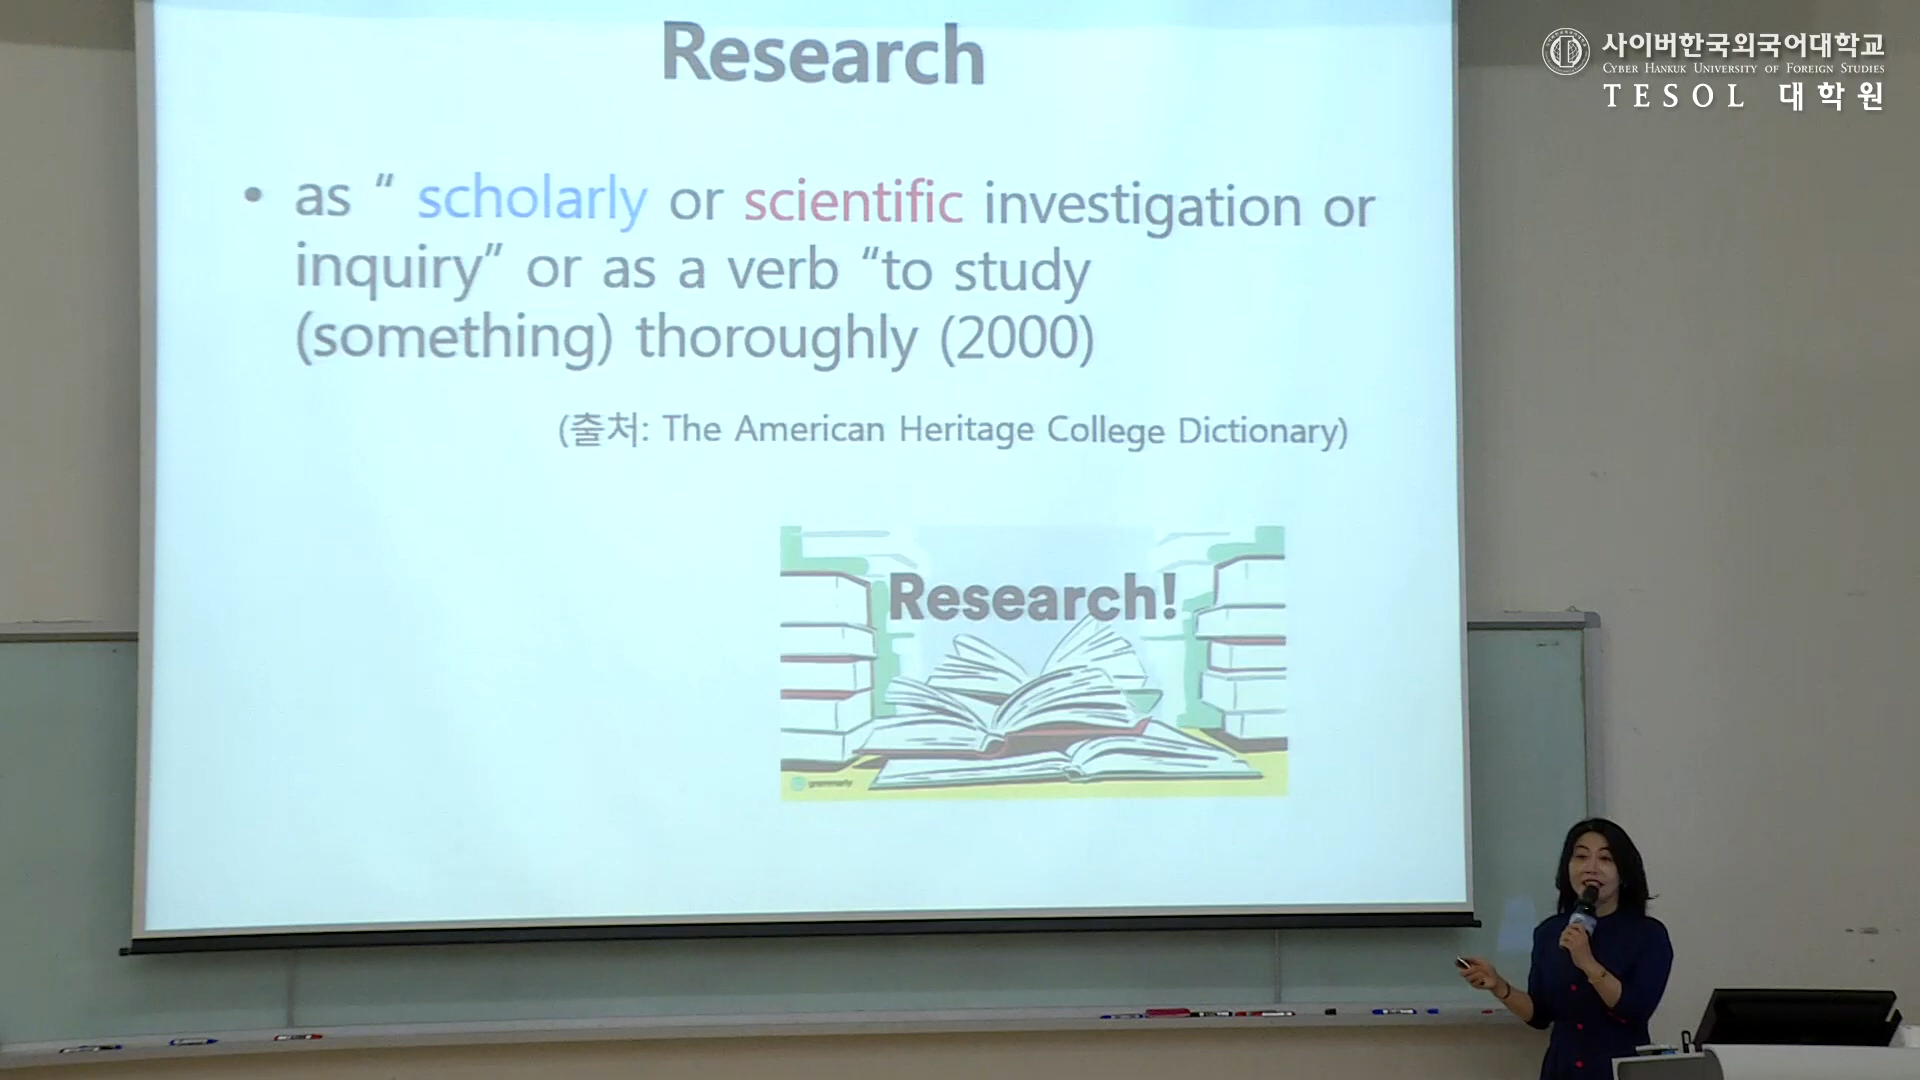 Research
• as “ scholarly or scientific investigation or
inquiry” or as a verb “to study
(something) thoroughly (2000)
(출처: The American Heritage College Dictionary)
Research!
grammarly
사이버한국외국어대학교
CYBER HANKUK UNIVERSITY OF FOREIGN STUDIES
TESOL 대학원